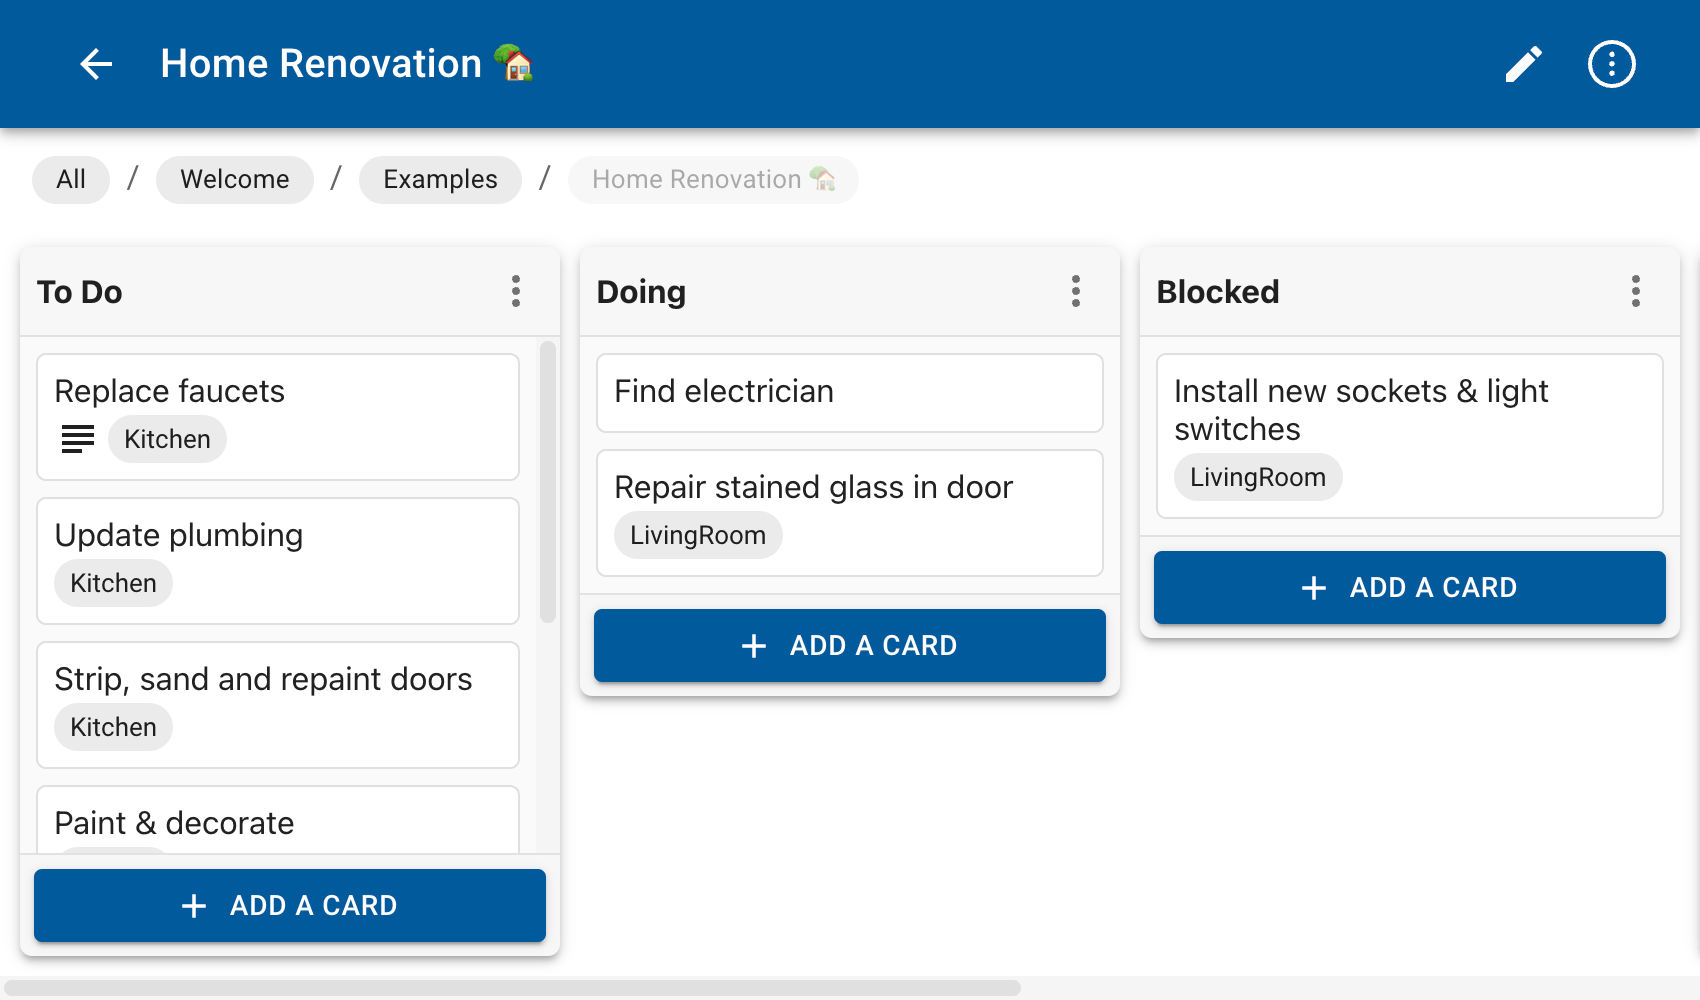 Home Renovation 🏡
All / Welcome / Examples / Home Renovation 🏡
To Do
Replace faucets
Kitchen
Update plumbing
Kitchen
Strip, sand and repaint doors
Kitchen
Paint & decorate
+ ADD A CARD
Doing
Find electrician
Repair stained glass in door
LivingRoom
+ ADD A CARD
Blocked
Install new sockets & light
switches
LivingRoom
+ ADD A CARD